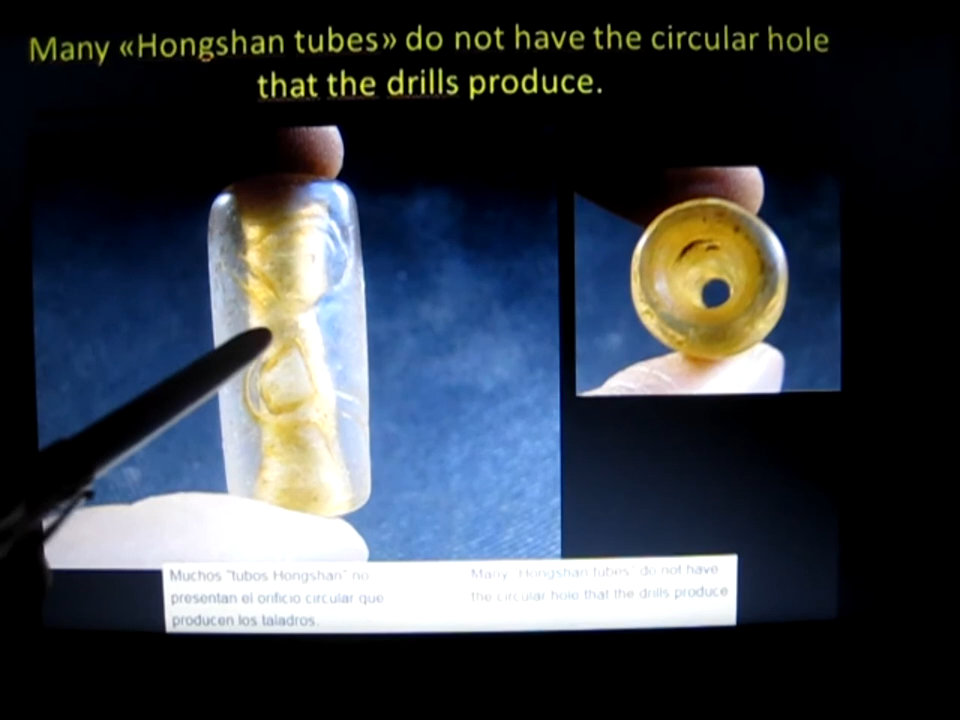 Many «Hongshan tubes» do not have the circular hole
that the drills produce.
Muchos "tubos Hongshan" no
presentan el orificio circular que
producen los taladros.
Many "Hongshan tubes" do not have
the circular hole that the drills produce